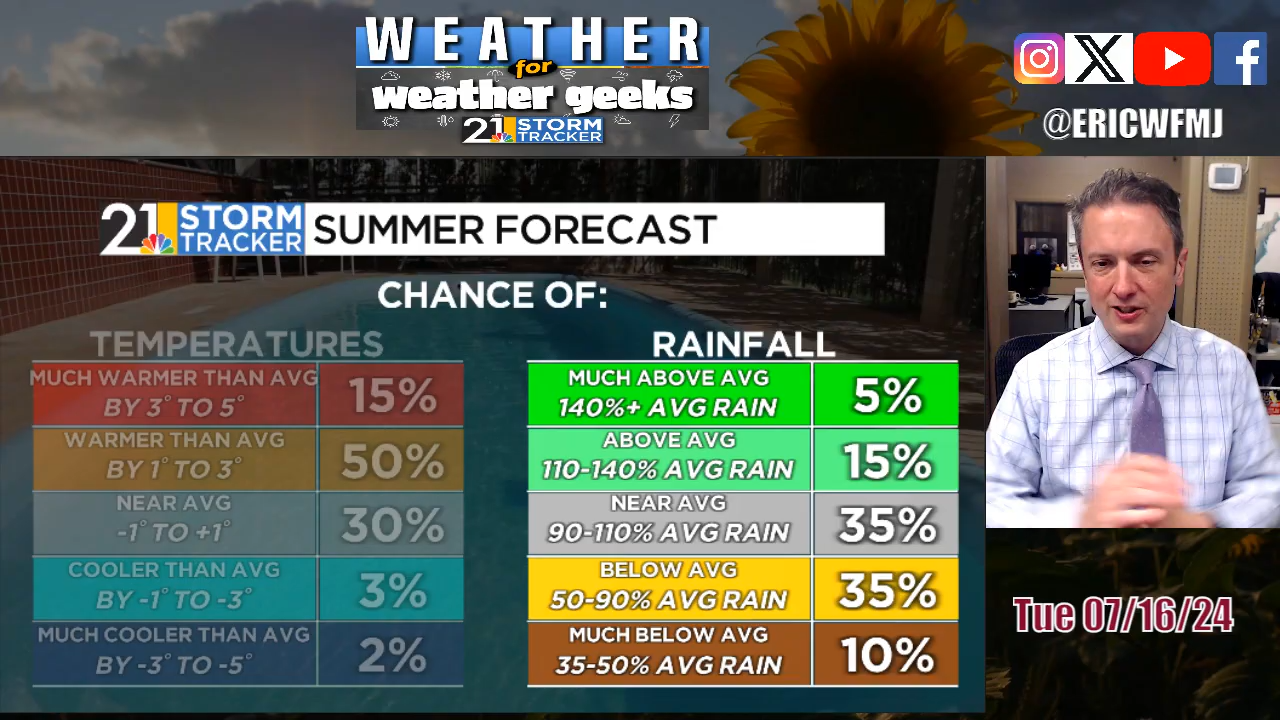 WEATHER
for
weather geeks
21 STORM TRACKER
@ERICWFMJ
21 STORM TRACKER SUMMER FORECAST
CHANCE OF:
TEMPERATURES
MUCH WARMER THAN AVG
BY 3° TO 5°
15%
WARMER THAN AVG
BY 1° TO 3°
50%
NEAR AVG
-1° TO +1°
30%
COOLER THAN AVG
BY -1° TO -3°
3%
MUCH COOLER THAN AVG
BY -3° TO -5°
2%
RAINFALL
MUCH ABOVE AVG
140%+ AVG RAIN
5%
ABOVE AVG
110-140% AVG RAIN
15%
NEAR AVG
90-110% AVG RAIN
35%
BELOW AVG
50-90% AVG RAIN
35%
MUCH BELOW AVG
35-50% AVG RAIN
10%
Tue 07/16/24